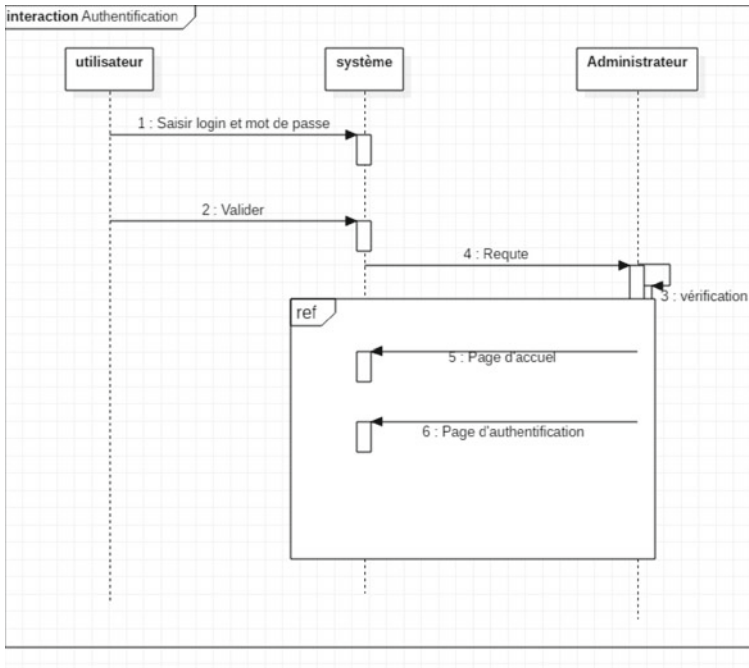 interaction Authentification
utilisateur
système
Administrateur
1 : Saisir login et mot de passe
2 : Valider
4 : Requte
3 : vérification
ref
5 : Page d'accuel
6 : Page d'authentification